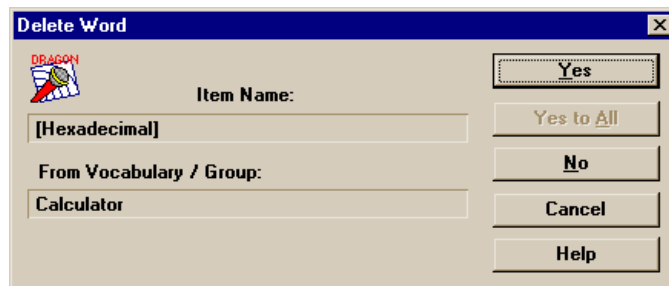 Delete Word
DRAGON
Item Name:
[Hexadecimal]
From Vocabulary / Group:
Calculator
Yes
Yes to All
No
Cancel
Help